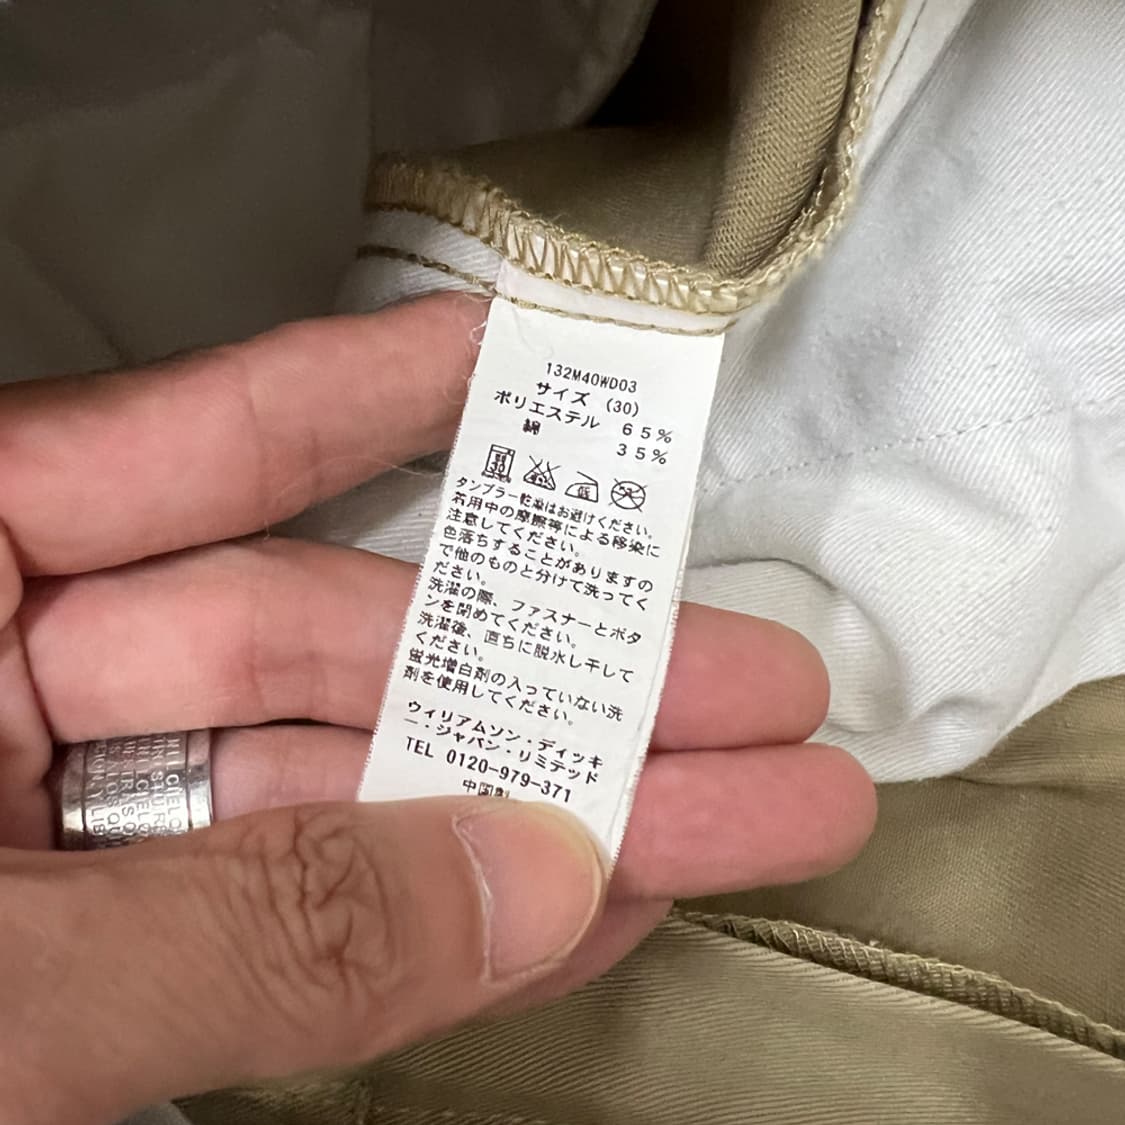 132M40WD03
サイズ (30)
ポリエステル 65%
綿 35%
タンブラー乾燥はお避けください。
着用中の摩擦等による移染に
注意してください。
色落ちすることがありますの
で他のものと分けて洗ってく
ださい。
洗濯の際、ファスナーとボタ
ンを閉めてください。
洗濯後、直ちに脱水し干して
ください。
蛍光増白剤の入っていない洗
剤を使用してください。
ウィリアムソン・ディッキ
ー・ジャパン・リミテッド
TEL 0120-979-371
中国製